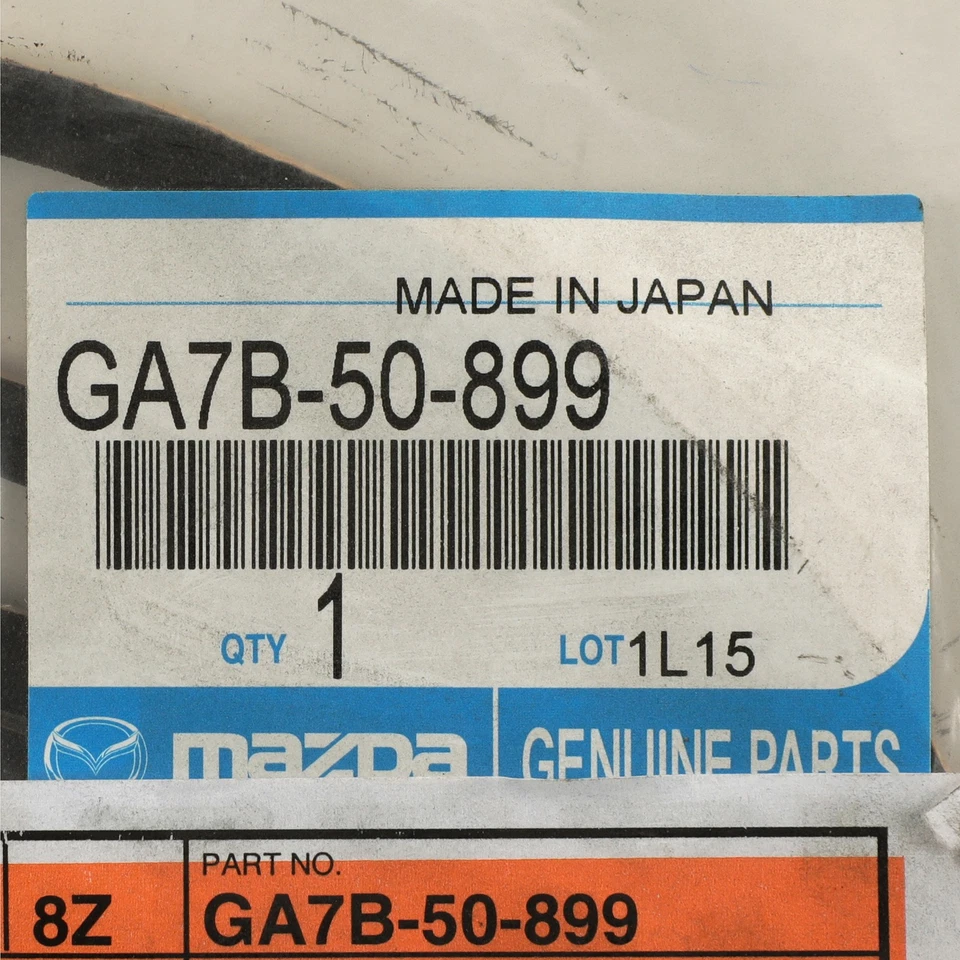 MADE IN JAPAN
GA7B-50-899
QTY 1 LOT 1L15
mazda GENUINE PARTS
PART NO.
8Z GA7B-50-899